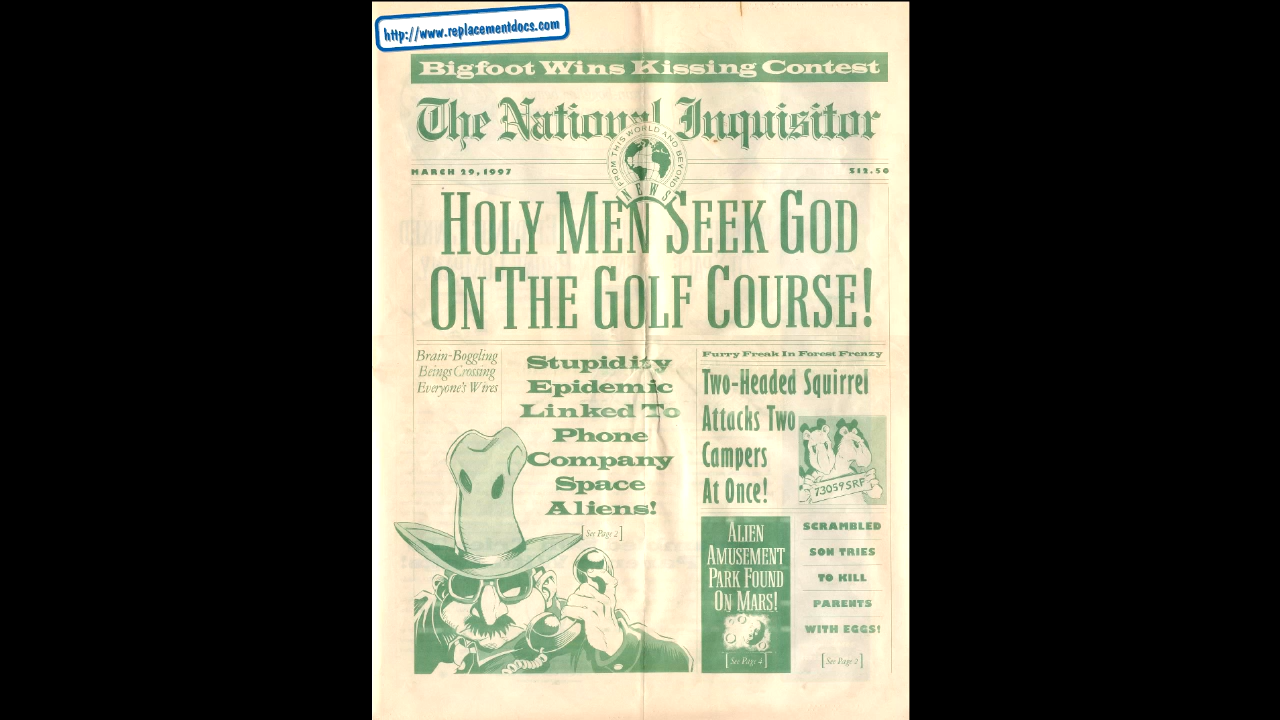 http://www.replacementdocs.com
Bigfoot Wins Kissing Contest
The National Inquisitor
FROM THIS WORLD AND BEYOND
NEWS
MARCH 29, 1997
$12.50
HOLY MEN SEEK GOD
ON THE GOLF COURSE!
Brain-Boggling
Beings Crossing
Everyone's Wires
Stupidity
Epidemic
Linked To
Phone
Company
Space
Aliens!
[See Page 2]
Furry Freak In Forest Frenzy
Two-Headed Squirrel
Attacks Two
Campers
At Once!
73059SRF
ALIEN
AMUSEMENT
PARK FOUND
ON MARS!
[See Page 4]
SCRAMBLED
SON TRIES
TO KILL
PARENTS
WITH EGGS!
[See Page 2]